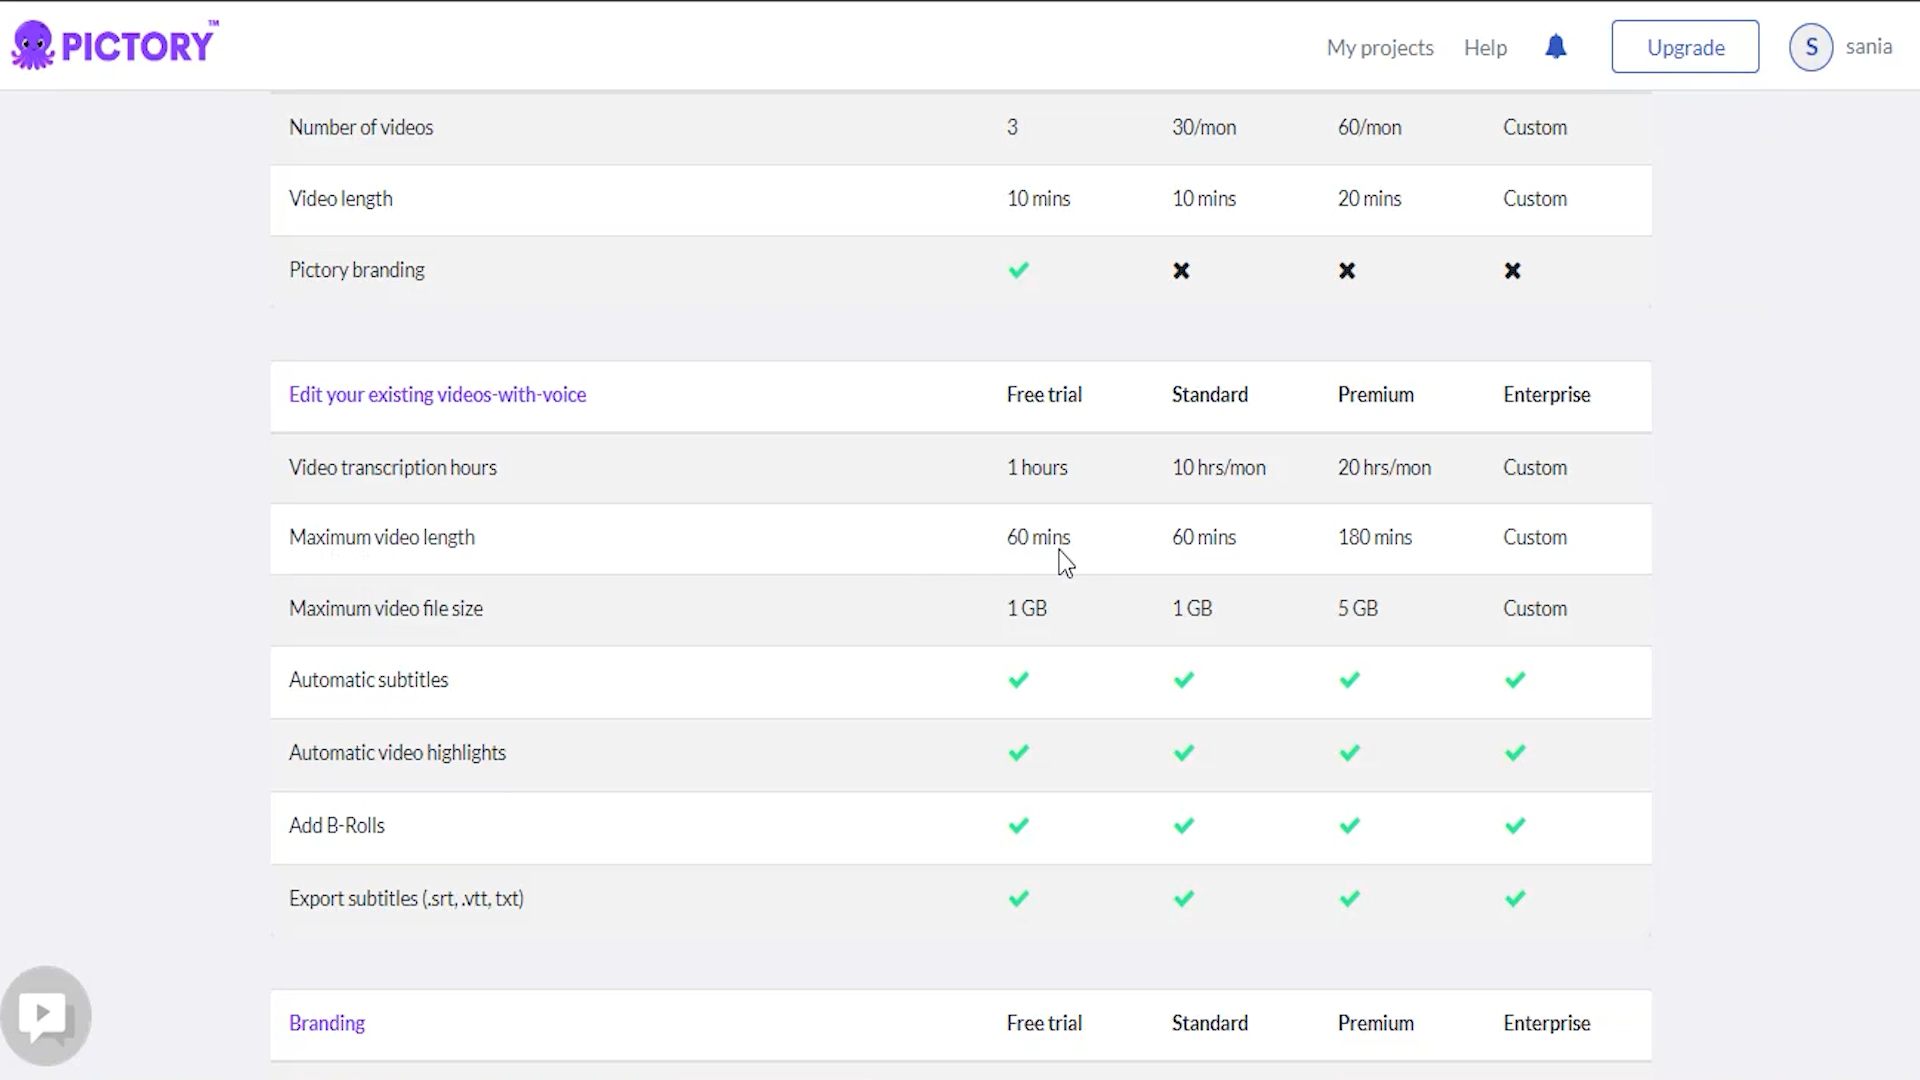 PICTORY™ My projects Help Upgrade S sania
Number of videos 3 30/mon 60/mon Custom
Video length 10 mins 10 mins 20 mins Custom
Pictory branding
Edit your existing videos-with-voice Free trial Standard Premium Enterprise
Video transcription hours 1 hours 10 hrs/mon 20 hrs/mon Custom
Maximum video length 60 mins 60 mins 180 mins Custom
Maximum video file size 1 GB 1 GB 5 GB Custom
Automatic subtitles
Automatic video highlights
Add B-Rolls
Export subtitles (.srt, .vtt, txt)
Branding Free trial Standard Premium Enterprise